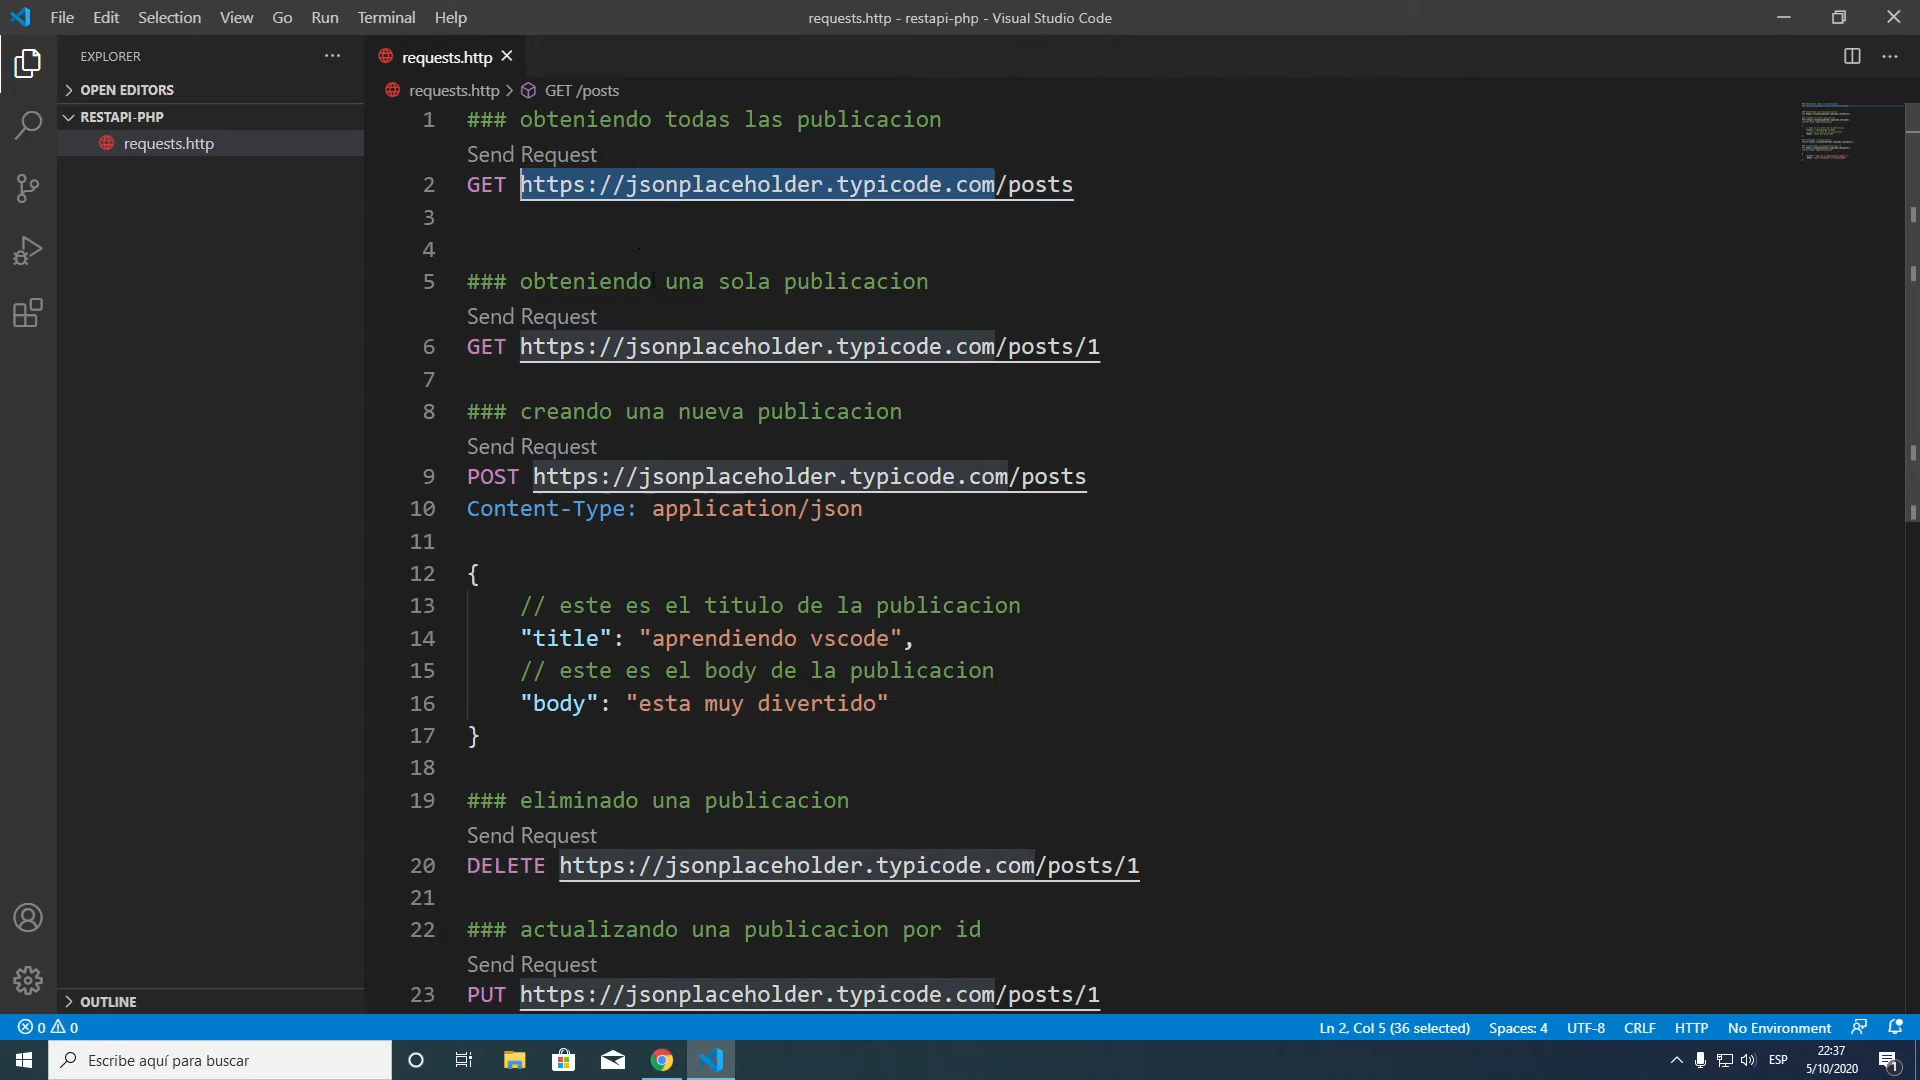 File Edit Selection View Go Run Terminal Help
requests.http - restapi-php - Visual Studio Code
EXPLORER
OPEN EDITORS
RESTAPI-PHP
requests.http
requests.http
requests.http > GET /posts
1 ### obteniendo todas las publicacion
Send Request
2 GET https://jsonplaceholder.typicode.com/posts
3
4
5 ### obteniendo una sola publicacion
Send Request
6 GET https://jsonplaceholder.typicode.com/posts/1
7
8 ### creando una nueva publicacion
Send Request
9 POST https://jsonplaceholder.typicode.com/posts
10 Content-Type: application/json
11
12 {
13 // este es el titulo de la publicacion
14 "title": "aprendiendo vscode",
15 // este es el body de la publicacion
16 "body": "esta muy divertido"
17 }
18
19 ### eliminado una publicacion
Send Request
20 DELETE https://jsonplaceholder.typicode.com/posts/1
21
22 ### actualizando una publicacion por id
Send Request
23 PUT https://jsonplaceholder.typicode.com/posts/1
OUTLINE
0 0
Ln 2, Col 5 (36 selected) Spaces: 4 UTF-8 CRLF HTTP No Environment
Escribe aquí para buscar
ESP
22:37
5/10/2020
1